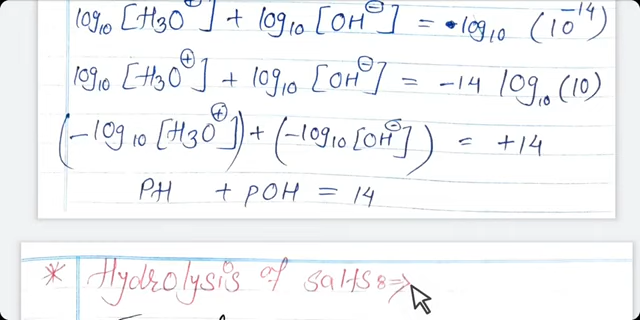 log₁₀ [H₃O⊕] + log₁₀ [OH⊖] = log₁₀ (10⁻¹⁴)
log₁₀ [H₃O⊕] + log₁₀ [OH⊖] = -14 log₁₀ (10)
(-log₁₀ [H₃O⊕]) + (-log₁₀ [OH⊖]) = +14
PH + POH = 14
* Hydrolysis of salts ⇒